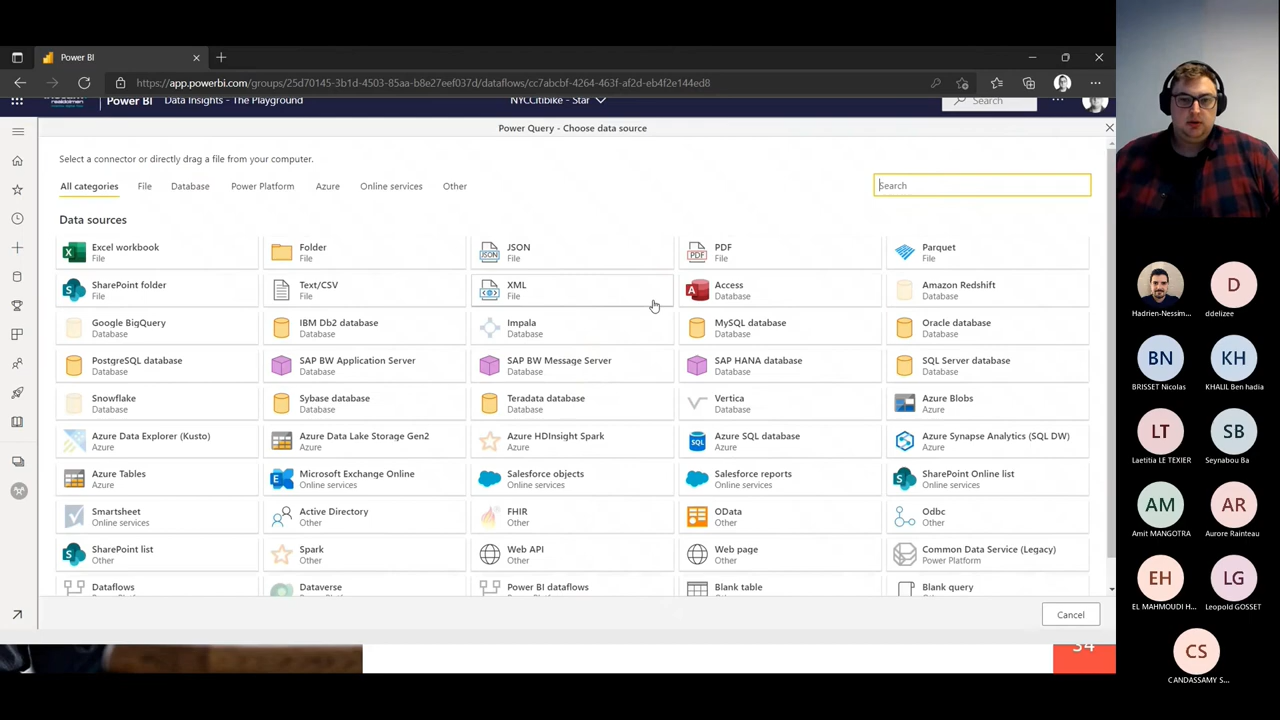 Power BI
https://app.powerbi.com/groups/25d70145-3b1d-4503-85aa-b8e27eef037d/dataflows/cc7abcbf-4264-463f-af2d-eb4f2e144ed8
Power BI
Data Insights - The Playground
NYCCitibike - Star
Search
Power Query - Choose data source
Select a connector or directly drag a file from your computer.
All categories File Database Power Platform Azure Online services Other
Search
Data sources
Excel workbook
File
Folder
File
JSON
File
PDF
File
Parquet
File
SharePoint folder
File
Text/CSV
File
XML
File
Access
Database
Amazon Redshift
Database
Google BigQuery
Database
IBM Db2 database
Database
Impala
Database
MySQL database
Database
Oracle database
Database
PostgreSQL database
Database
SAP BW Application Server
Database
SAP BW Message Server
Database
SAP HANA database
Database
SQL Server database
Database
Snowflake
Database
Sybase database
Database
Teradata database
Database
Vertica
Database
Azure Blobs
Azure
Azure Data Explorer (Kusto)
Azure
Azure Data Lake Storage Gen2
Azure
Azure HDInsight Spark
Azure
Azure SQL database
Azure
Azure Synapse Analytics (SQL DW)
Azure
Azure Tables
Azure
Microsoft Exchange Online
Online services
Salesforce objects
Online services
Salesforce reports
Online services
SharePoint Online list
Online services
Smartsheet
Online services
Active Directory
Other
FHIR
Other
OData
Other
Odbc
Other
SharePoint list
Other
Spark
Other
Web API
Other
Web page
Other
Common Data Service (Legacy)
Power Platform
Dataflows
Dataverse
Power BI dataflows
Blank table
Blank query
Cancel
34
Hadrien-Nessim...
D
ddelizee
BN
BRISSET Nicolas
KH
KHALIL Ben hadia
LT
Laetitia LE TEXIER
SB
Seynabou Ba
AM
Amit MANGOTRA
AR
Aurore Rainteau
EH
EL MAHMOUDI H...
LG
Leopold GOSSET
CS
CANDASSAMY S...